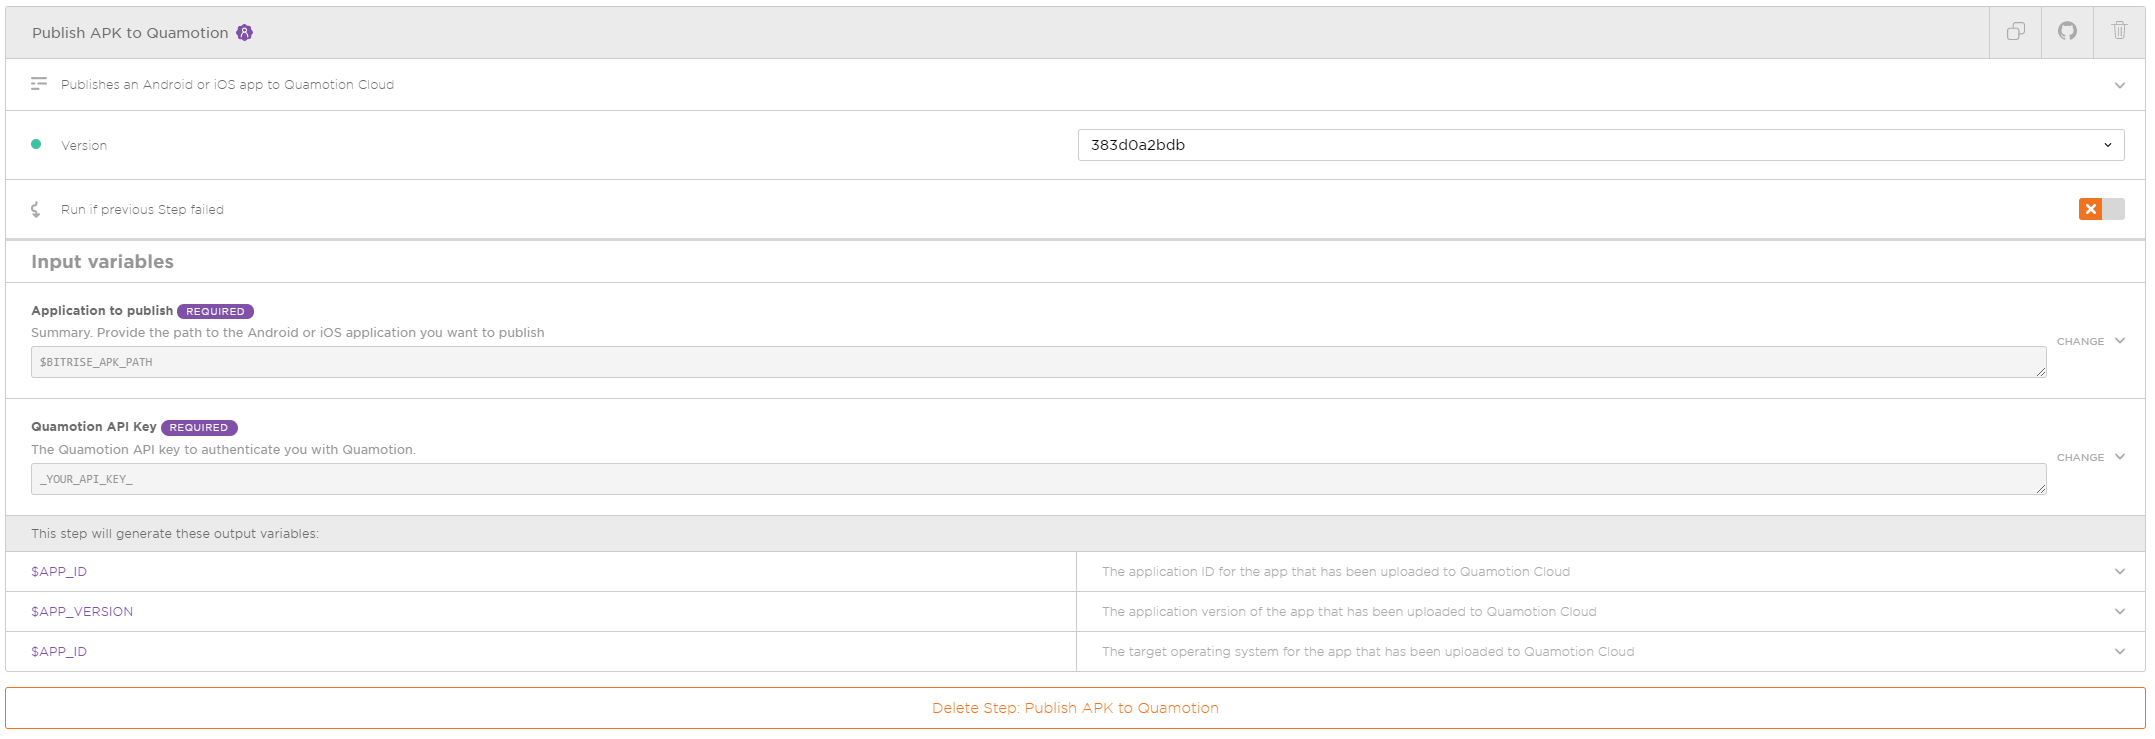 Publish APK to Quamotion
Publishes an Android or iOS app to Quamotion Cloud
Version
383d0a2bdb
Run if previous Step failed
Input variables
Application to publish REQUIRED
Summary. Provide the path to the Android or iOS application you want to publish
$BITRISE_APK_PATH
CHANGE
Quamotion API Key REQUIRED
The Quamotion API key to authenticate you with Quamotion.
_YOUR_API_KEY_
CHANGE
This step will generate these output variables:
$APP_ID The application ID for the app that has been uploaded to Quamotion Cloud
$APP_VERSION The application version of the app that has been uploaded to Quamotion Cloud
$APP_ID The target operating system for the app that has been uploaded to Quamotion Cloud
Delete Step: Publish APK to Quamotion